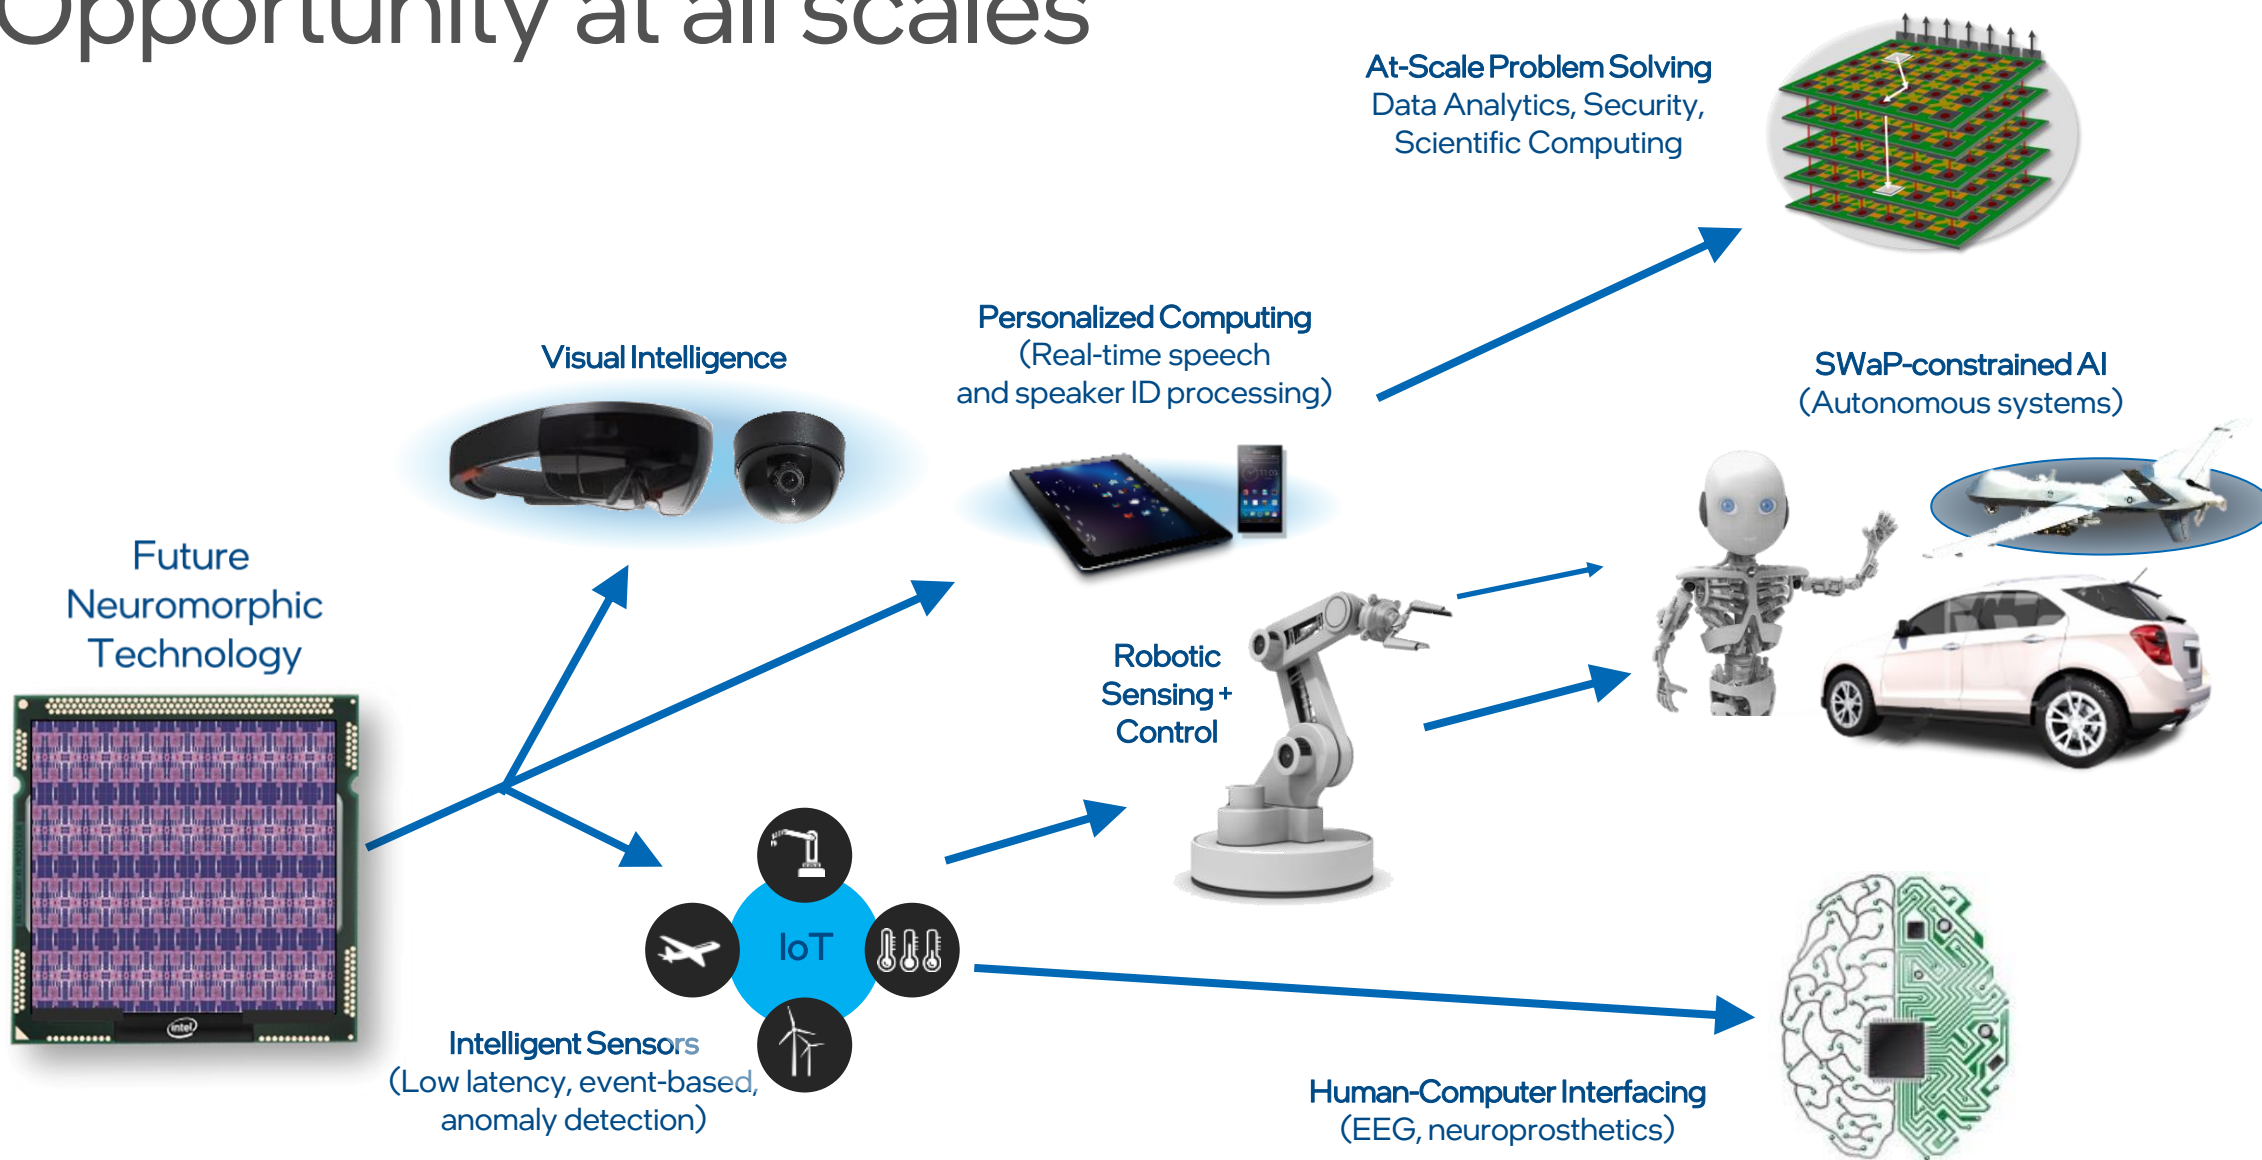 Opportunity at all scales
At-Scale Problem Solving
Data Analytics, Security,
Scientific Computing
Personalized Computing
(Real-time speech
and speaker ID processing)
Visual Intelligence
SWaP-constrained AI
(Autonomous systems)
Future
Neuromorphic
Technology
Robotic
Sensing +
Control
IoT
intel
Intelligent Sensors
(Low latency, event-based,
anomaly detection)
Human-Computer Interfacing
(EEG, neuroprosthetics)